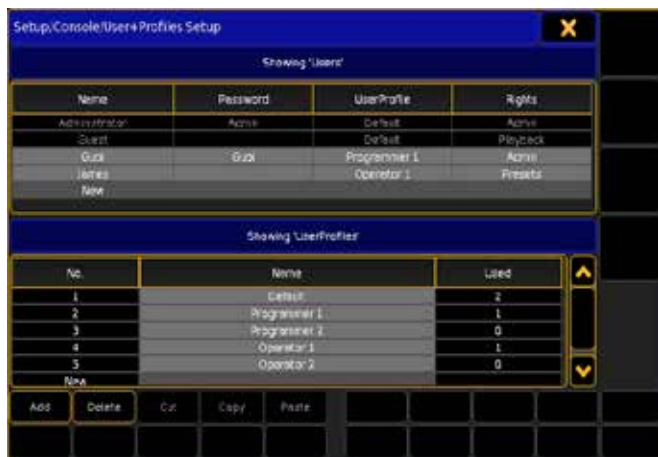 Setup/Console/User+Profiles Setup
Showing 'Users'
Name Password UserProfile Rights
Administrator Admin Default Admin
Guest Default Playback
Gubi Gubi Programmer 1 Admin
James Operator 1 Presets
New
Showing 'UserProfiles'
No. Name Used
1 Default 2
2 Programmer 1 1
3 Programmer 2 0
4 Operator 1 1
5 Operator 2 0
New
Add Delete Cut Copy Paste